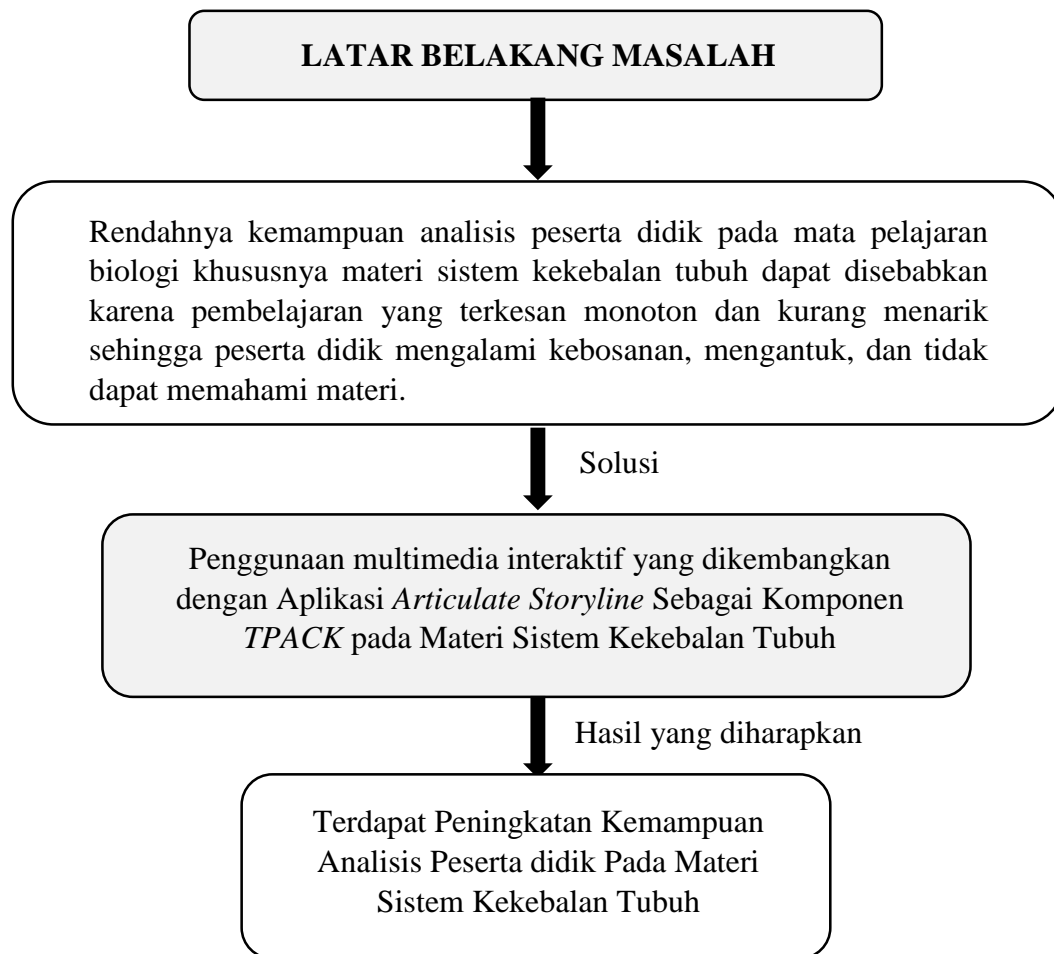 LATAR BELAKANG MASALAH
Rendahnya kemampuan analisis peserta didik pada mata pelajaran
biologi khususnya materi sistem kekebalan tubuh dapat disebabkan
karena pembelajaran yang terkesan monoton dan kurang menarik
sehingga peserta didik mengalami kebosanan, mengantuk, dan tidak
dapat memahami materi.
Solusi
Penggunaan multimedia interaktif yang dikembangkan
dengan Aplikasi Articulate Storyline Sebagai Komponen
TPACK pada Materi Sistem Kekebalan Tubuh
Hasil yang diharapkan
Terdapat Peningkatan Kemampuan
Analisis Peserta didik Pada Materi
Sistem Kekebalan Tubuh